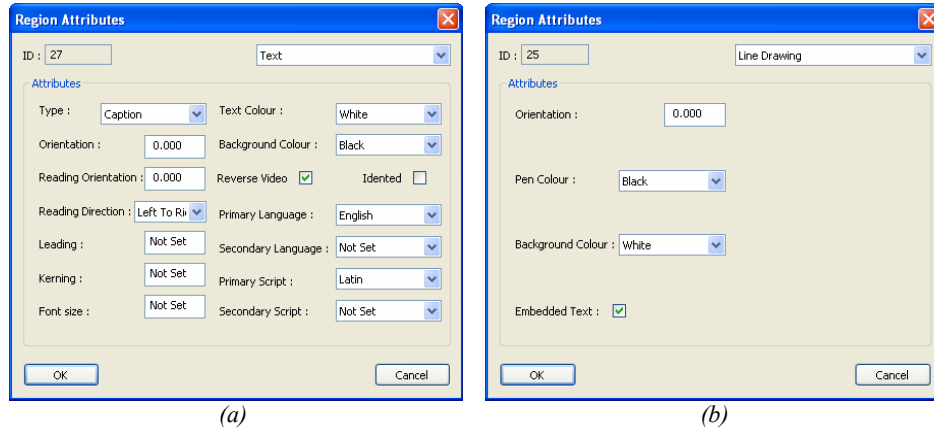 Region Attributes
ID : 27 Text
Attributes
Type : Caption Text Colour : White
Orientation : 0.000 Background Colour : Black
Reading Orientation : 0.000 Reverse Video Idented
Reading Direction : Left To Ri Primary Language : English
Leading : Not Set Secondary Language : Not Set
Kerning : Not Set Primary Script : Latin
Font size : Not Set Secondary Script : Not Set
OK Cancel
(a)
Region Attributes
ID : 25 Line Drawing
Attributes
Orientation : 0.000
Pen Colour : Black
Background Colour : White
Embedded Text :
OK Cancel
(b)